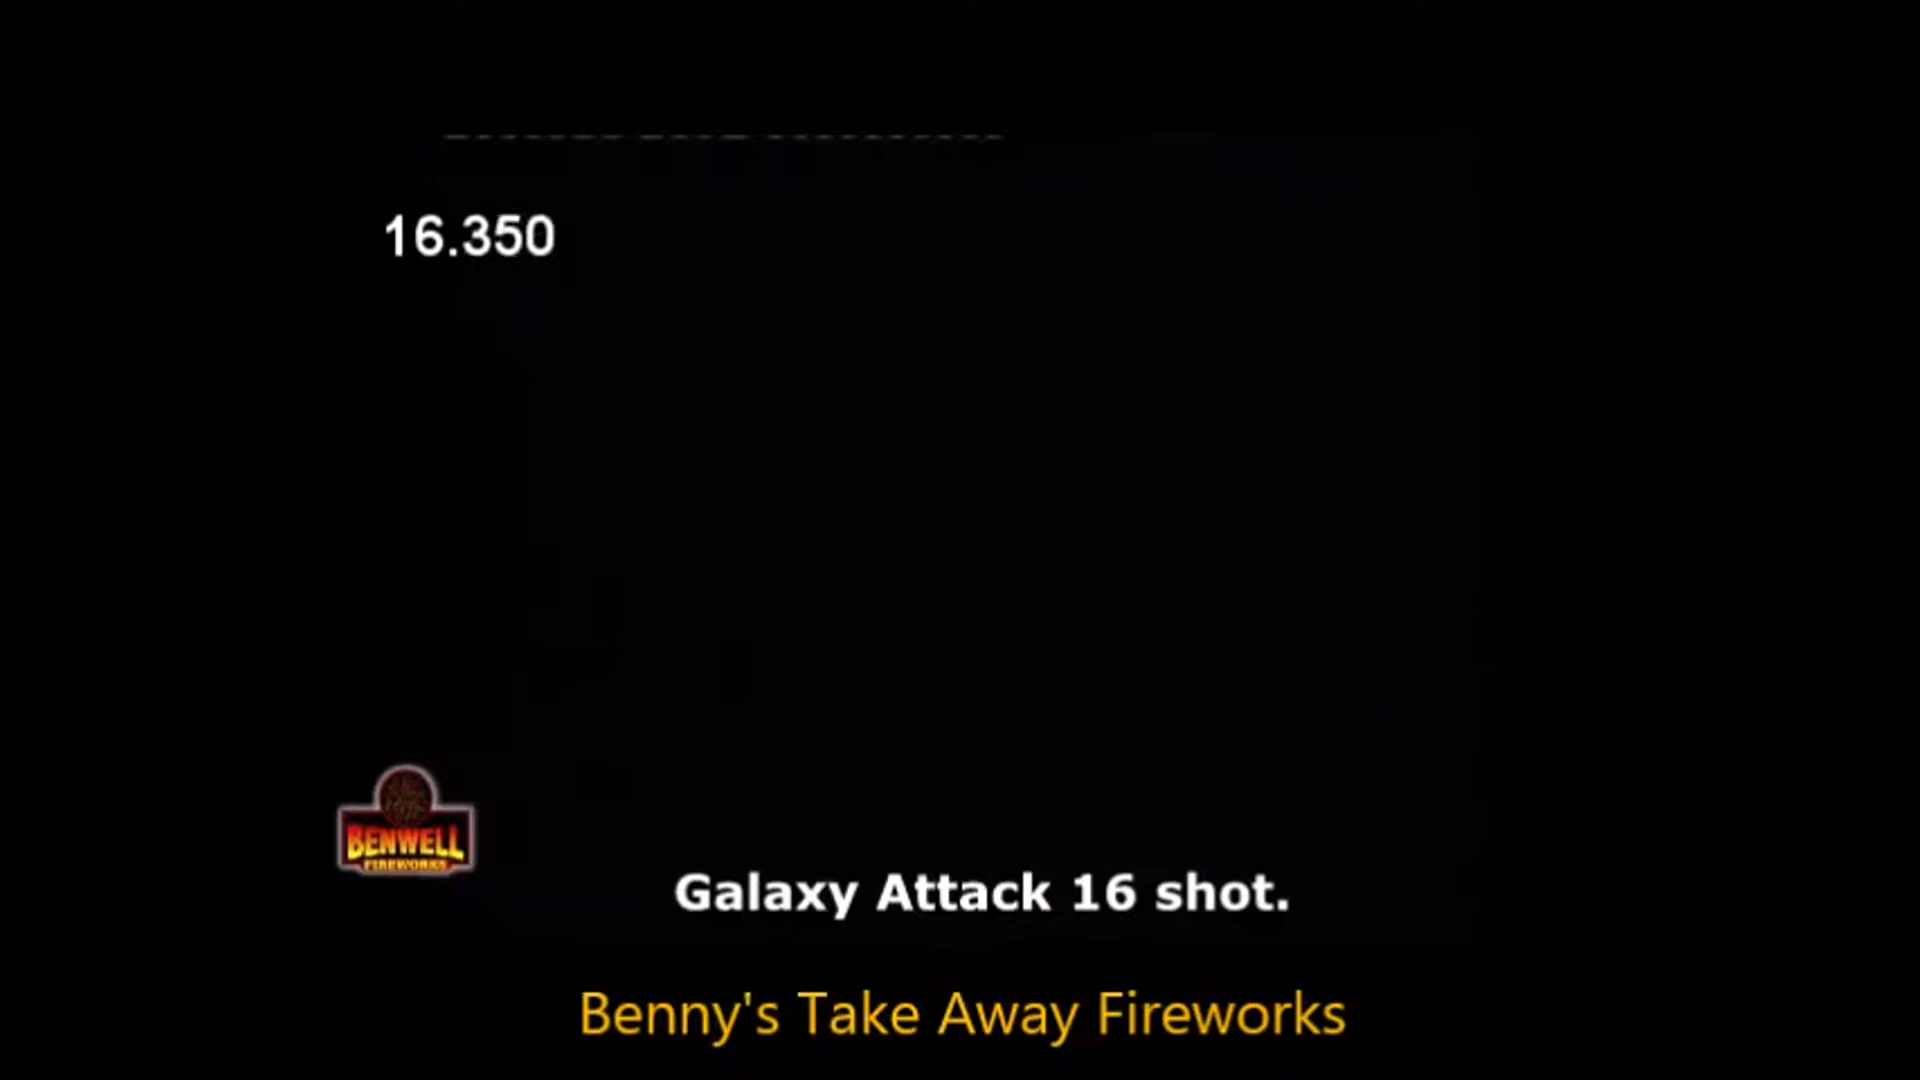 16.350
BENWELL
FIREWORKS
Galaxy Attack 16 shot.
Benny's Take Away Fireworks